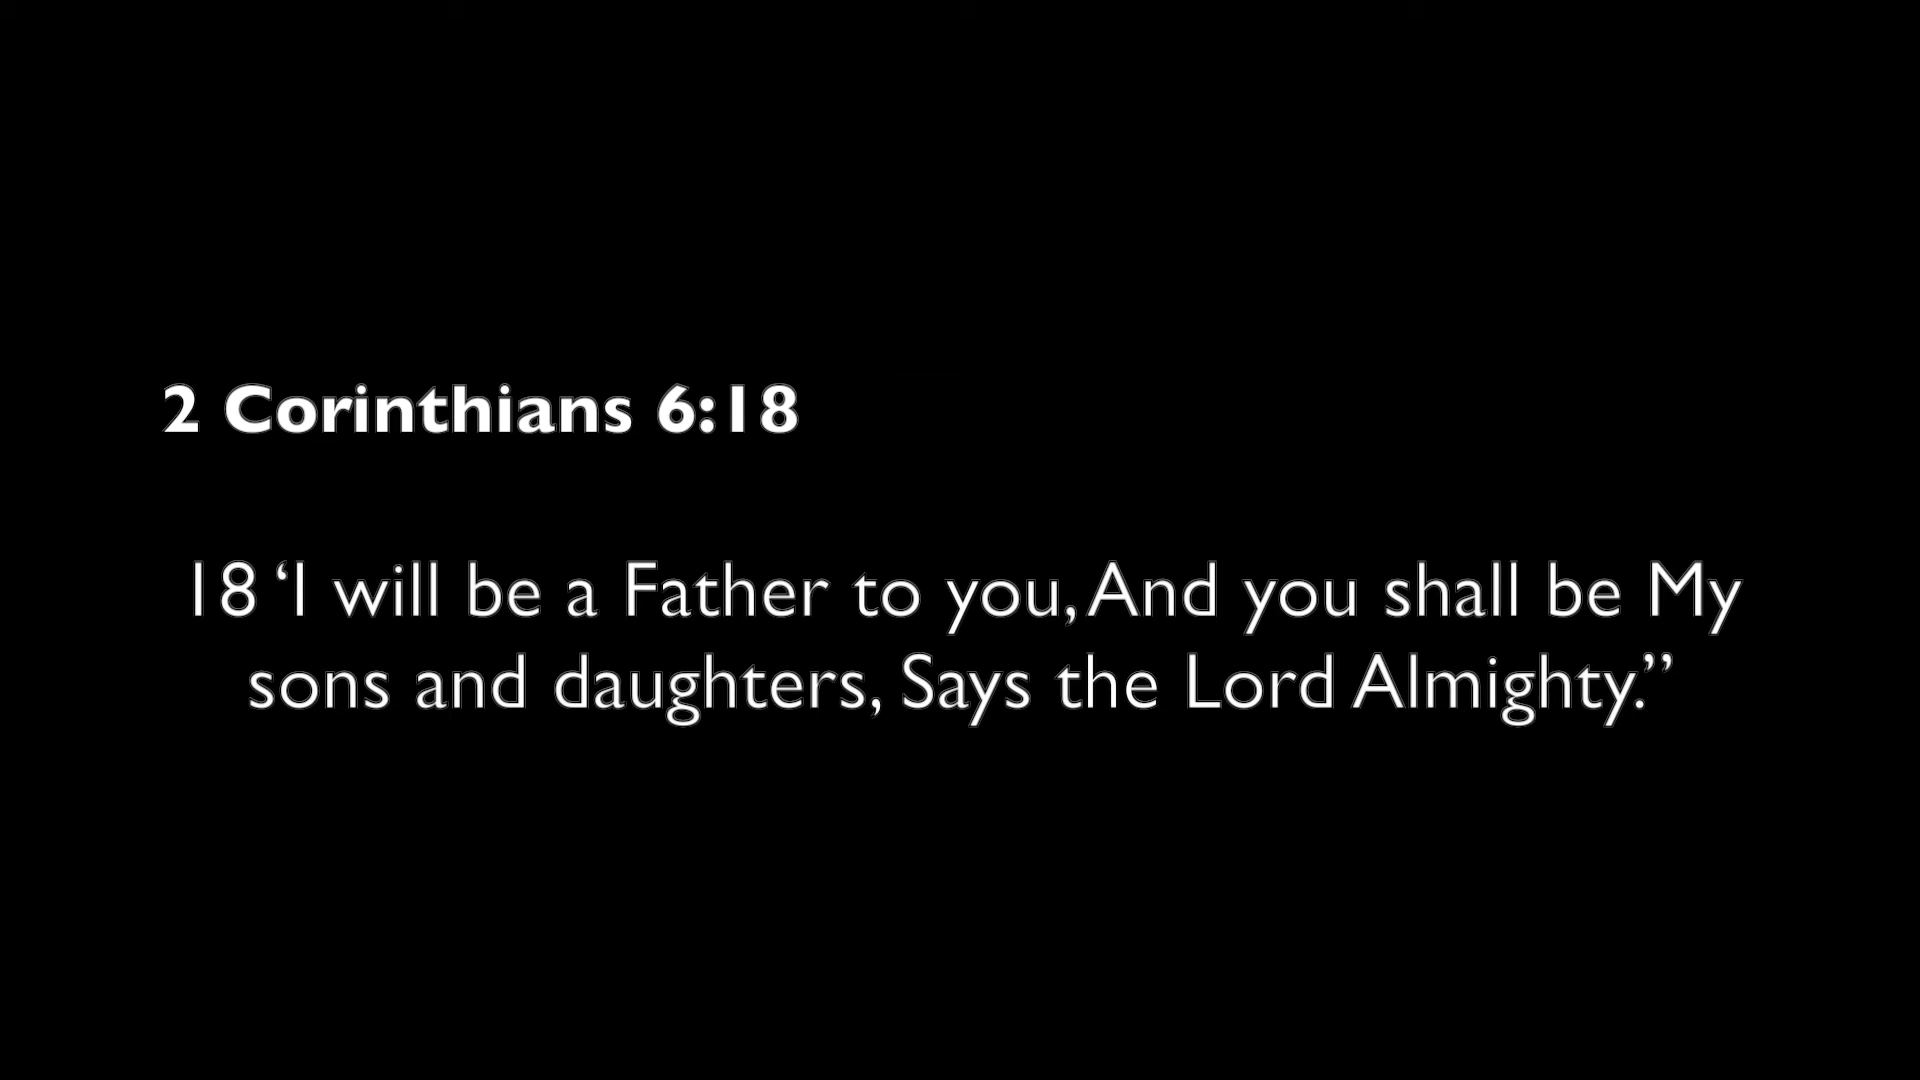 2 Corinthians 6:18
18 ‘I will be a Father to you, And you shall be My
sons and daughters, Says the Lord Almighty.”